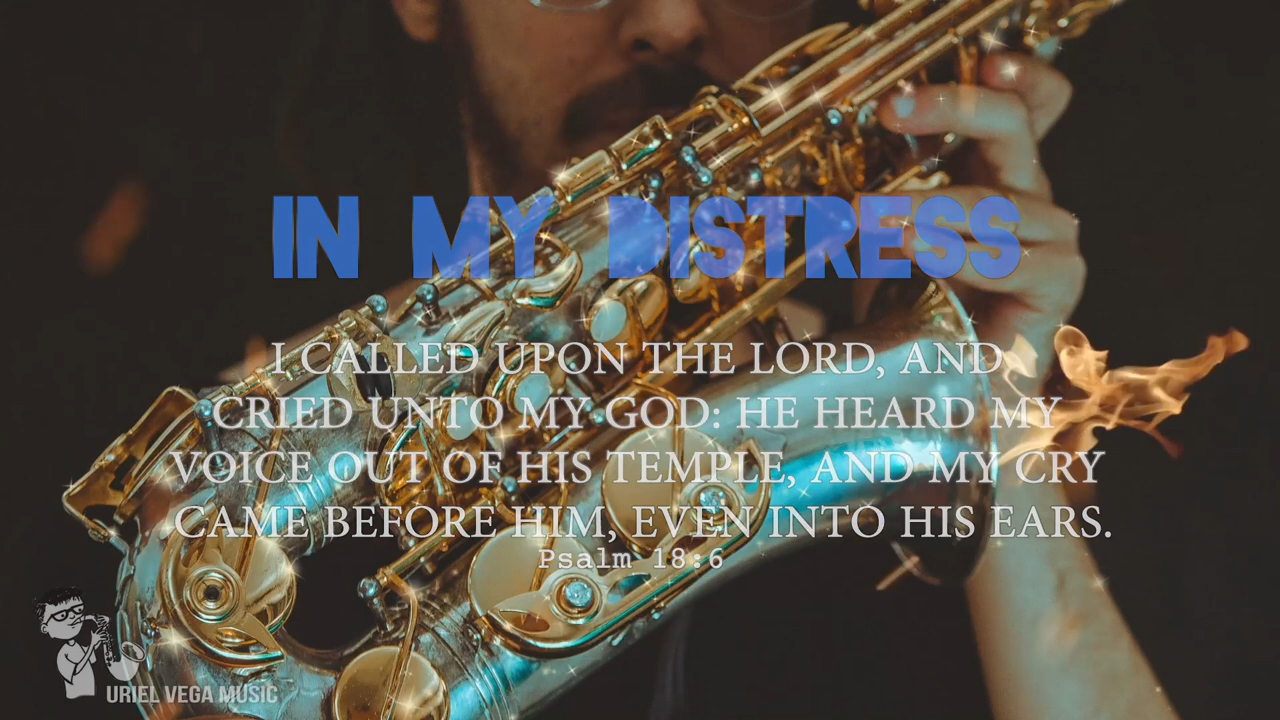 IN MY DISTRESS
I CALLED UPON THE LORD, AND
CRIED UNTO MY GOD: HE HEARD MY
VOICE OUT OF HIS TEMPLE, AND MY CRY
CAME BEFORE HIM, EVEN INTO HIS EARS.
Psalm 18:6
URIEL VEGA MUSIC